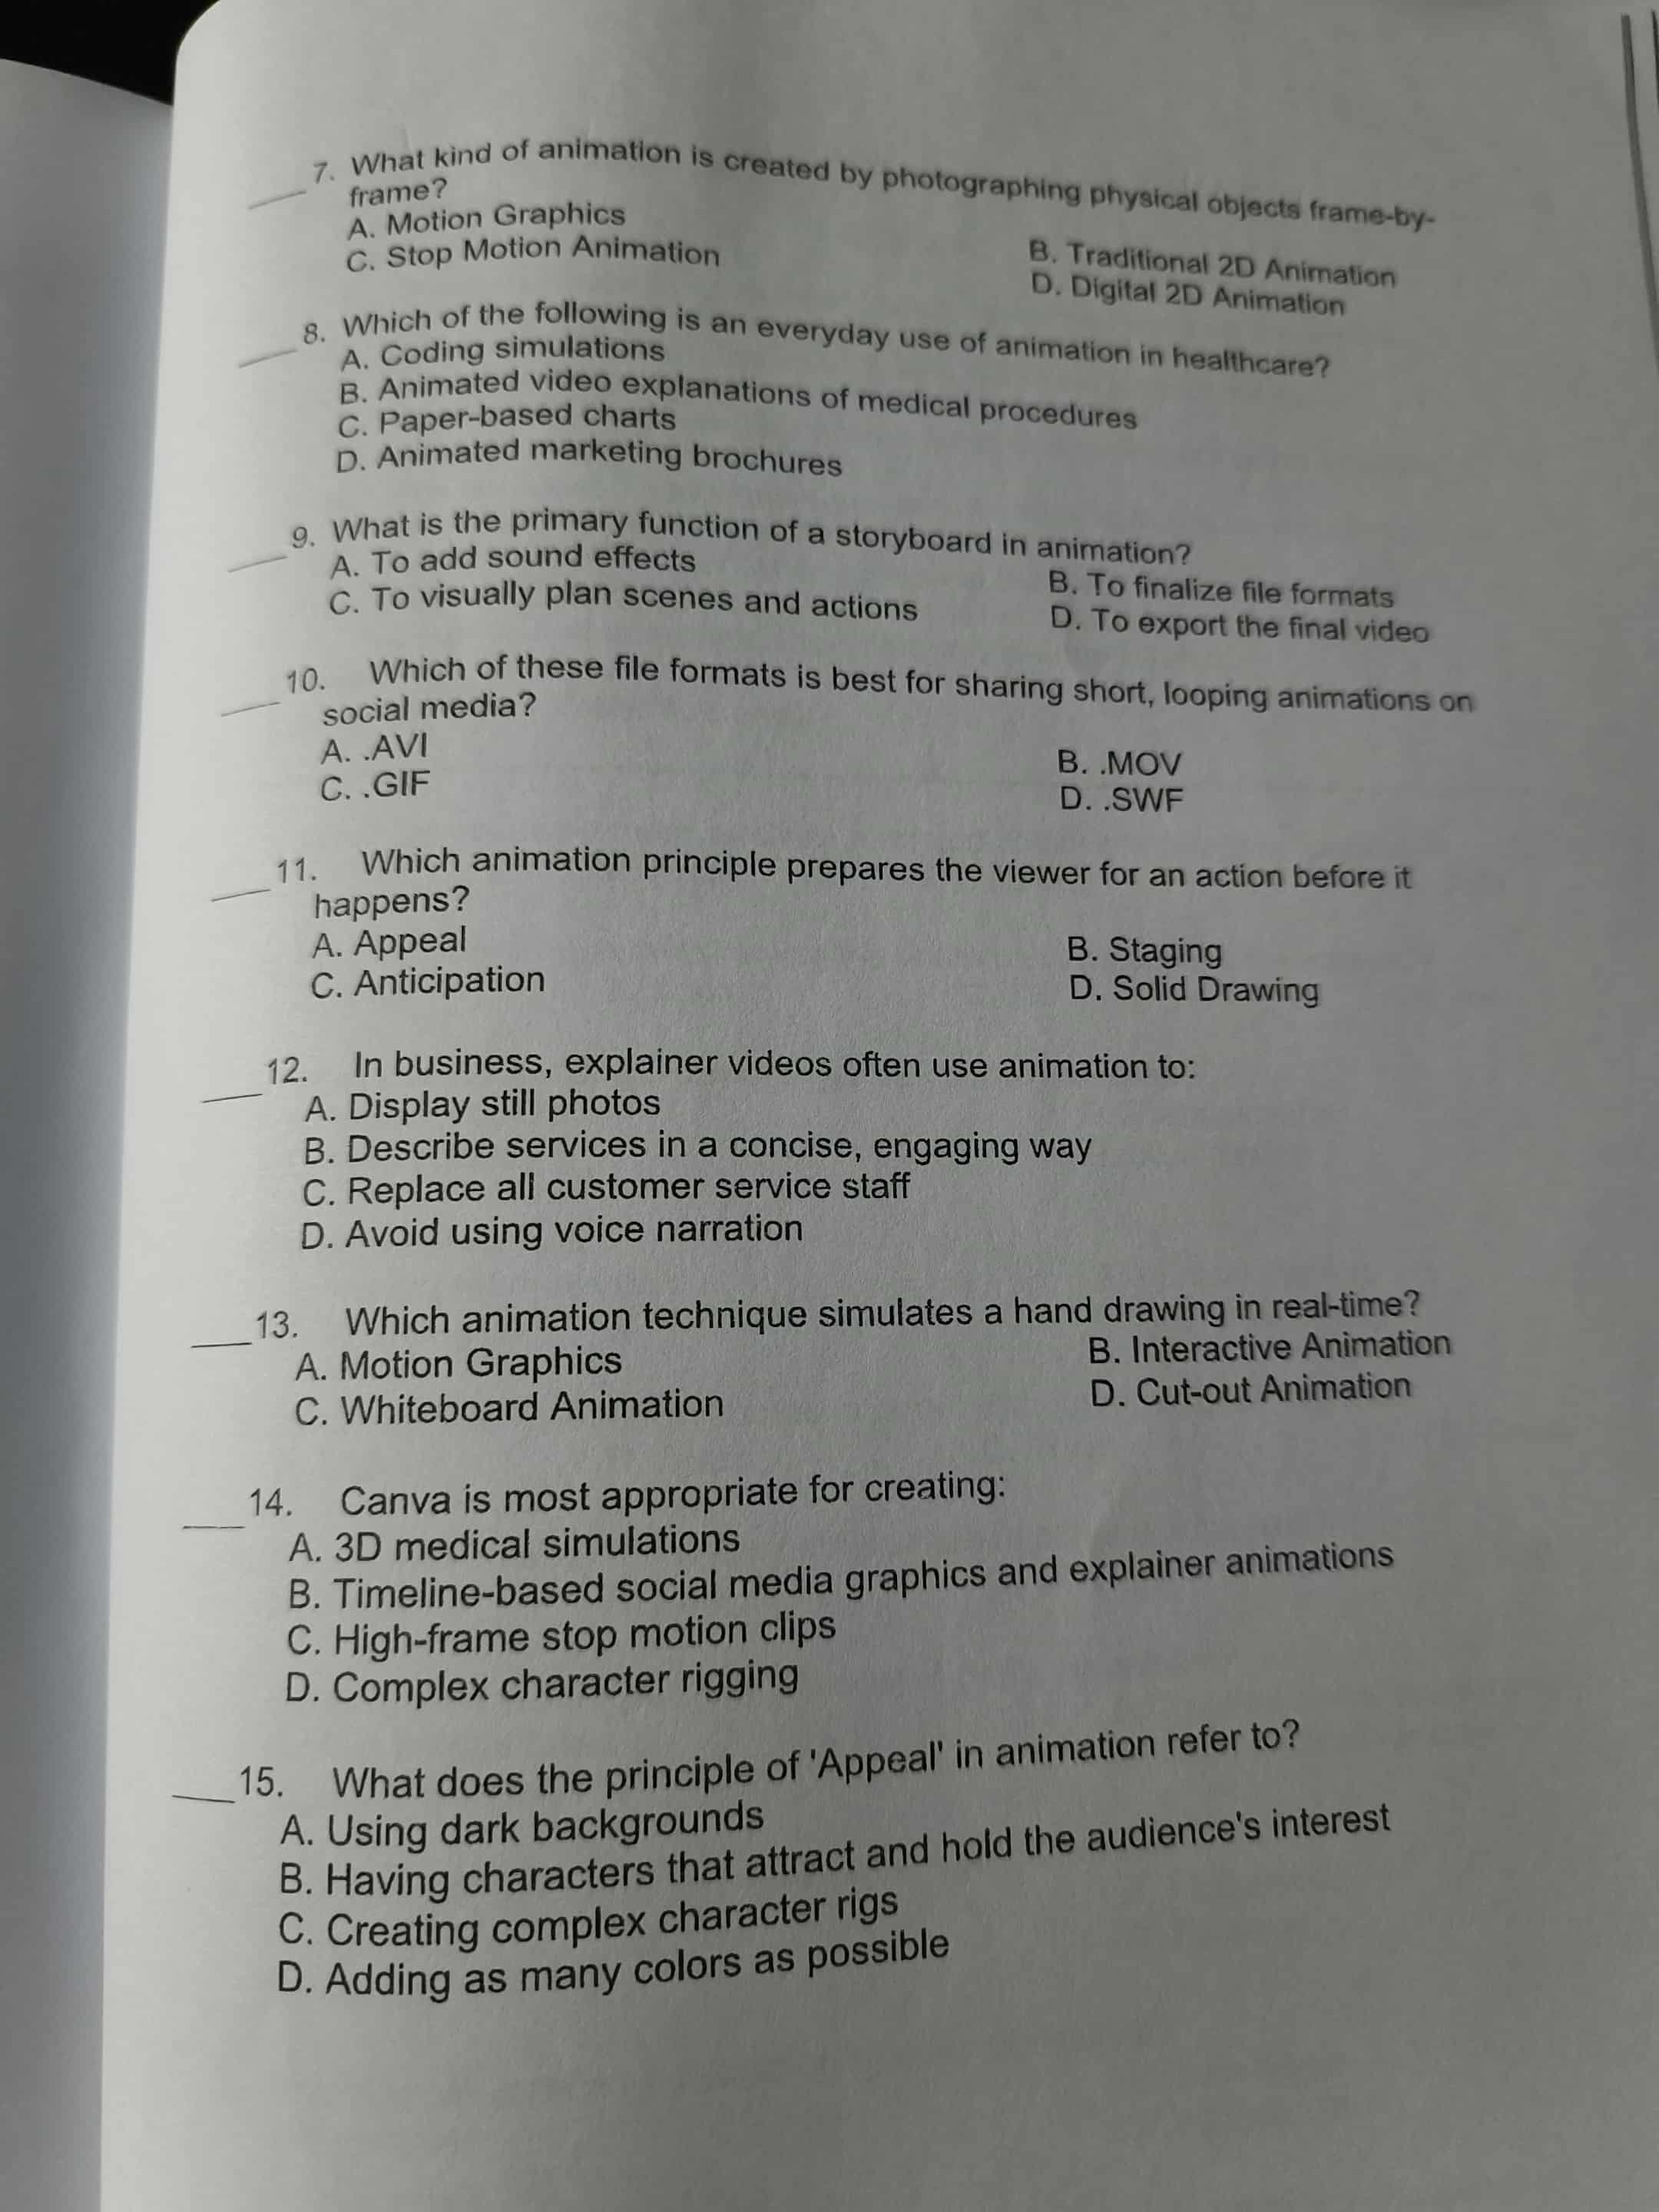 ___ 7. What kind of animation is created by photographing physical objects frame-by-
frame?
A. Motion Graphics
B. Traditional 2D Animation
C. Stop Motion Animation
D. Digital 2D Animation
___ 8. Which of the following is an everyday use of animation in healthcare?
A. Coding simulations
B. Animated video explanations of medical procedures
C. Paper-based charts
D. Animated marketing brochures
___ 9. What is the primary function of a storyboard in animation?
A. To add sound effects
B. To finalize file formats
C. To visually plan scenes and actions
D. To export the final video
___ 10. Which of these file formats is best for sharing short, looping animations on
social media?
A. .AVI
B. .MOV
C. .GIF
D. .SWF
___ 11. Which animation principle prepares the viewer for an action before it
happens?
A. Appeal
B. Staging
C. Anticipation
D. Solid Drawing
___ 12. In business, explainer videos often use animation to:
A. Display still photos
B. Describe services in a concise, engaging way
C. Replace all customer service staff
D. Avoid using voice narration
___ 13. Which animation technique simulates a hand drawing in real-time?
A. Motion Graphics
B. Interactive Animation
C. Whiteboard Animation
D. Cut-out Animation
___ 14. Canva is most appropriate for creating:
A. 3D medical simulations
B. Timeline-based social media graphics and explainer animations
C. High-frame stop motion clips
D. Complex character rigging
___ 15. What does the principle of 'Appeal' in animation refer to?
A. Using dark backgrounds
B. Having characters that attract and hold the audience's interest
C. Creating complex character rigs
D. Adding as many colors as possible